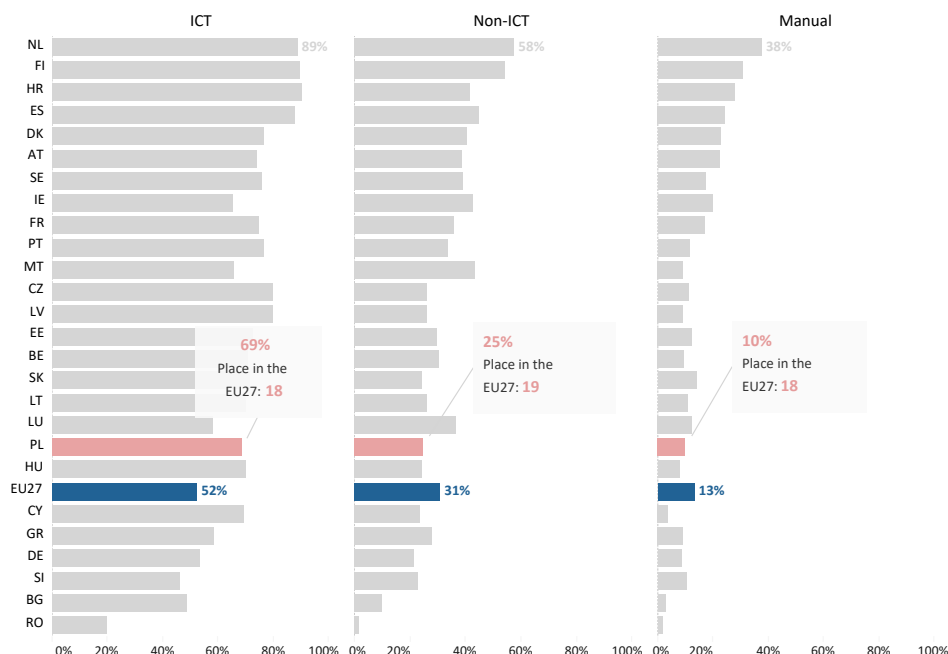 ICT Non-ICT Manual
NL 89% 58% 38%
FI
HR
ES
DK
AT
SE
IE
FR
PT
MT
CZ
LV
EE
BE
SK
LT
LU
PL
HU
EU27 52% 31% 13%
CY
GR
DE
SI
BG
RO
69%
Place in the
EU27: 18
25%
Place in the
EU27: 19
10%
Place in the
EU27: 18
0% 20% 40% 60% 80% 100% 0% 20% 40% 60% 80% 100% 0% 20% 40% 60% 80% 100%